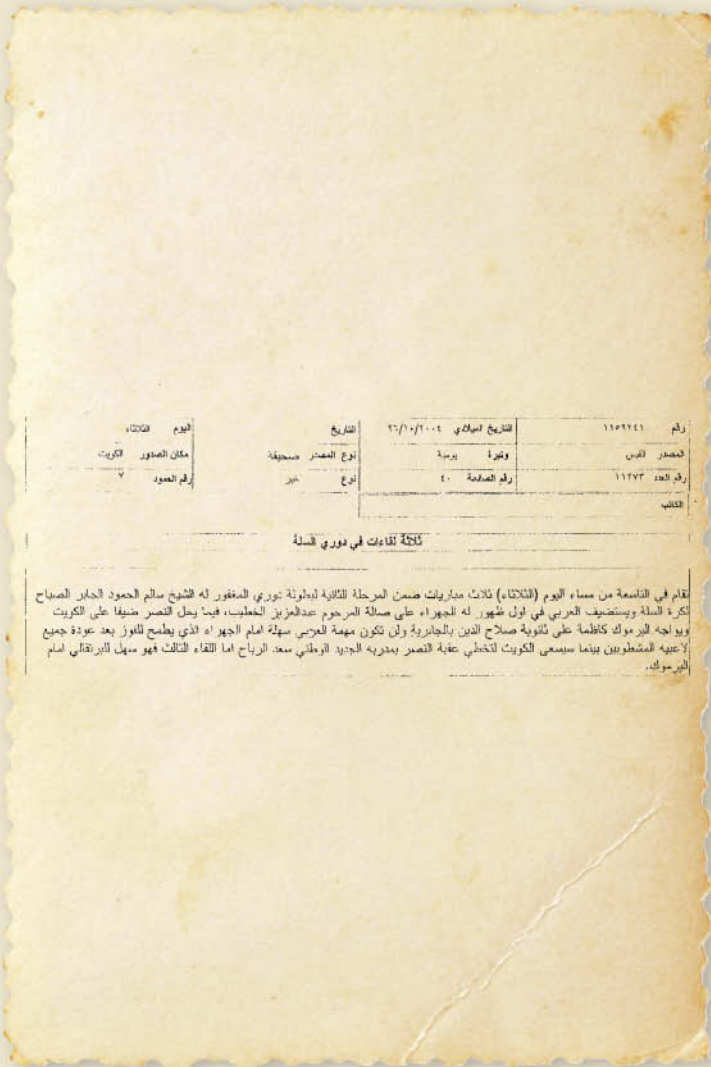 رقم ١١٥٩٢٤١ التاريخ الميلادي ٢٦/١٠/٢٠٠٤ التاريخ اليوم الثلاثاء
المصدر القبس وتيرة يومية نوع المصدر صحيفة مكان الصدور الكويت
رقم العدد ١١٢٧٣ رقم الصفحة ٤٠ نوع خبر رقم العمود ٧
الكاتب
ثلاثة لقاءات في دوري السلة
تقام في التاسعة من مساء اليوم (الثلاثاء) ثلاث مباريات ضمن المرحلة الثانية لبطولة دوري المغفور له الشيخ سالم الحمود الجابر الصباح
لكرة السلة ويستضيف العربي في اول ظهور له الجهراء على صالة المرحوم عبدالعزيز الخطيب، فيما يحل النصر ضيفا على الكويت
ويواجه اليرموك كاظمة على ثانوية صلاح الدين بالجابرية ولن تكون مهمة العربي سهلة امام الجهراء الذي يطمح للفوز بعد عودة جميع
لاعبيه المشطوبين بينما سيسعى الكويت لتخطي عقبة النصر بمدربه الجديد الوطني سعد الرباح اما اللقاء الثالث فهو سهل للبرتقالي امام
اليرموك.